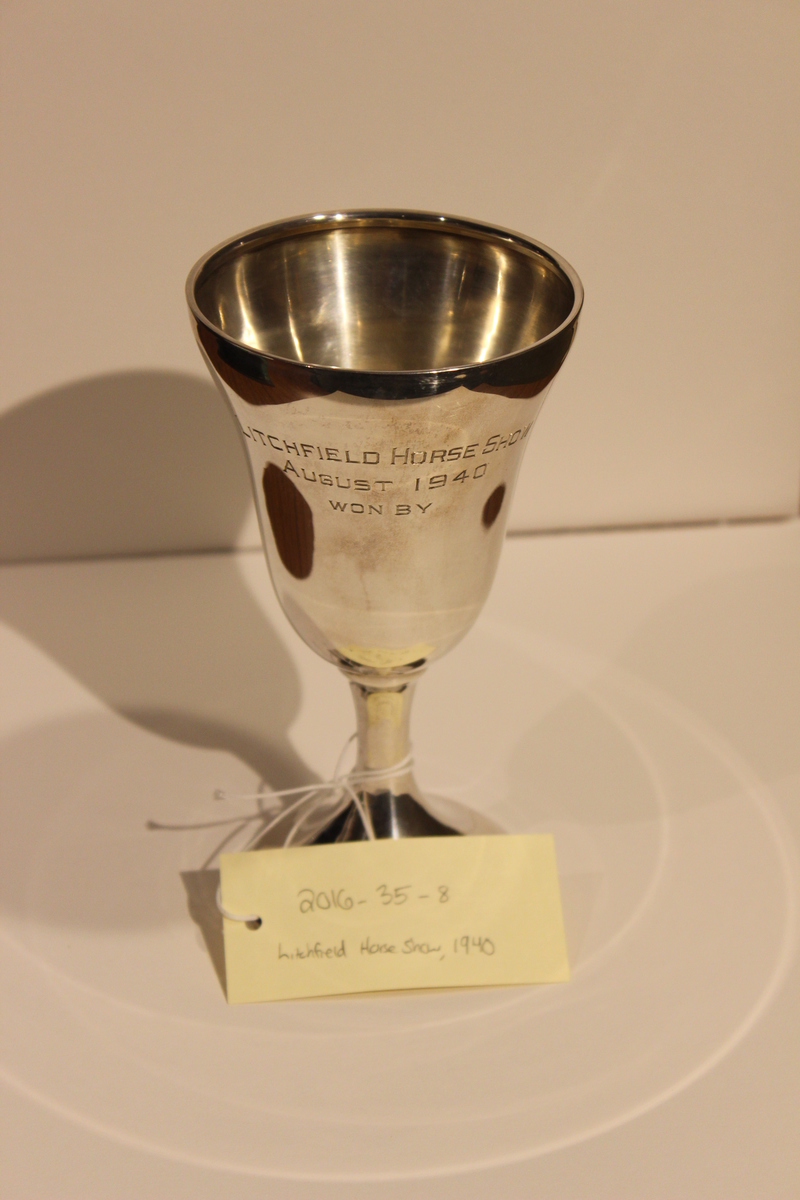 LITCHFIELD HORSE SHOW
AUGUST 1940
WON BY
2016-35-8
Litchfield Horse Show, 1940